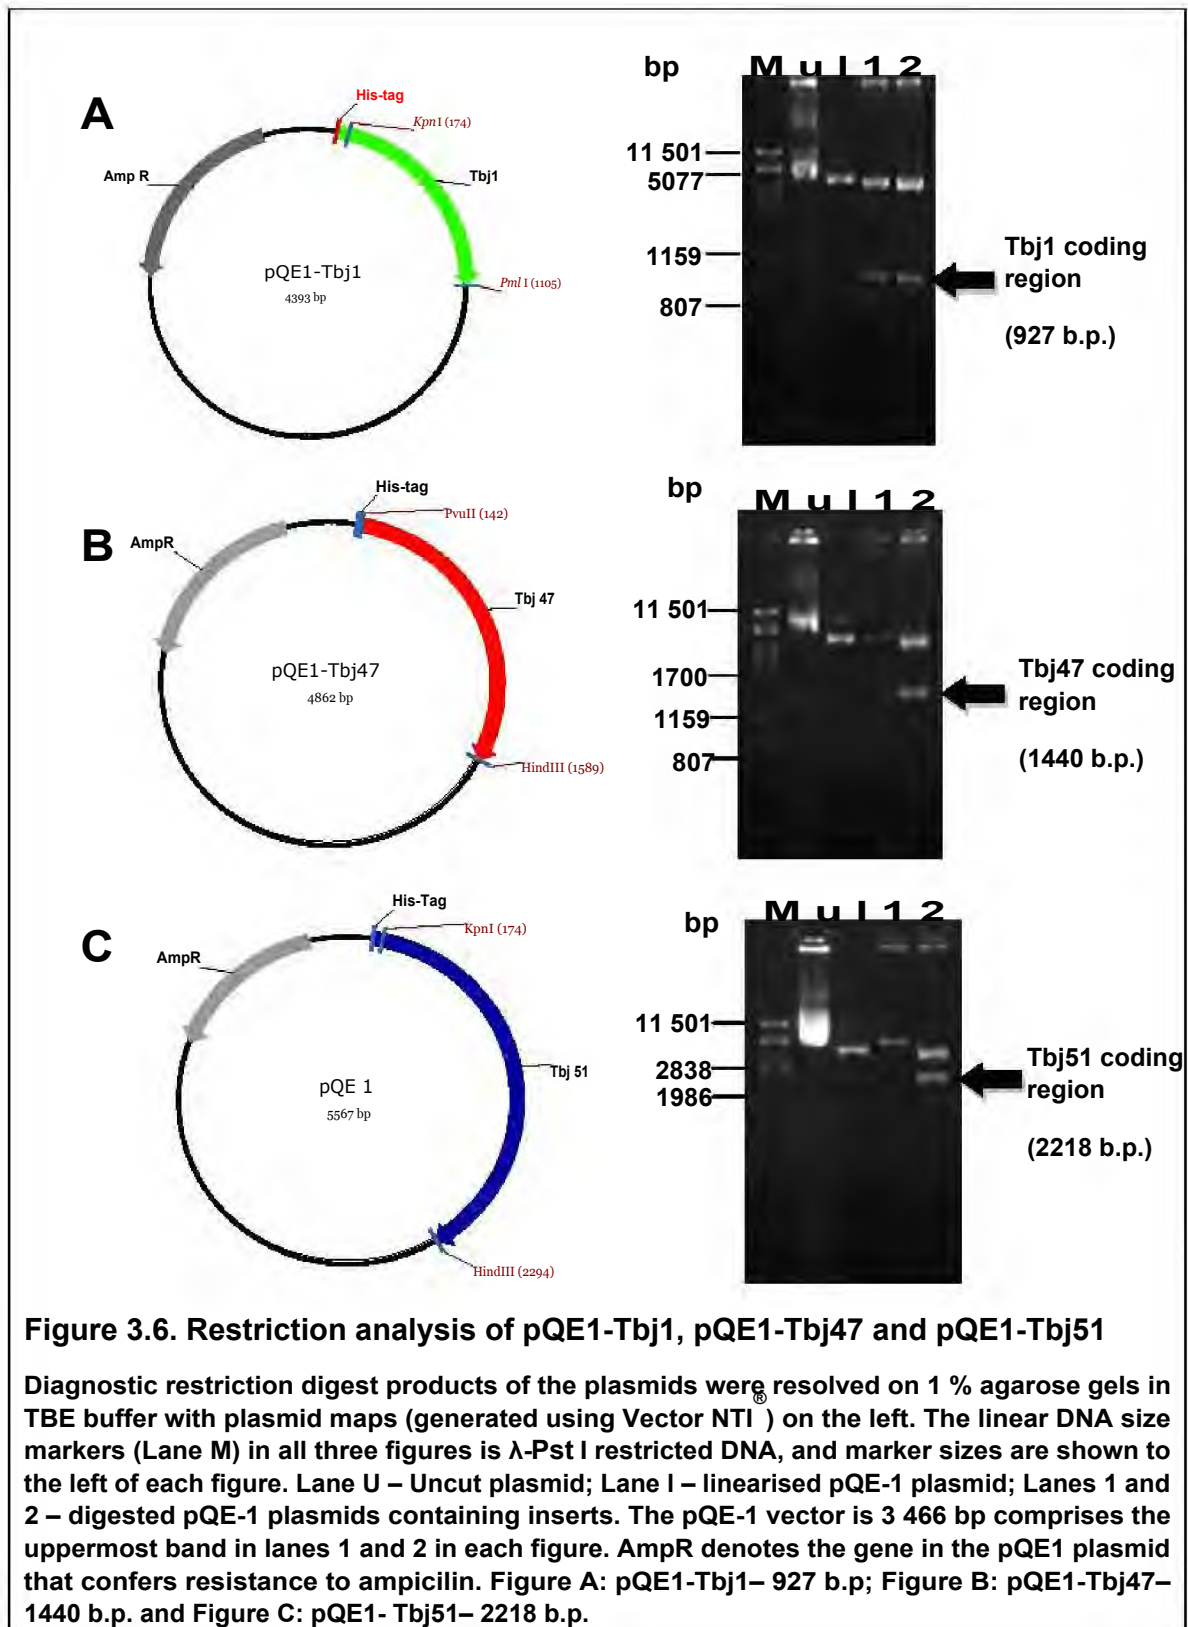 A
His-tag
KpnI (174)
Amp R
Tbj1
pQE1-Tbj1
4393 bp
Pml I (1105)
bp
M u l 1 2
11 501
5077
1159
807
Tbj1 coding
region
(927 b.p.)
B
His-tag
PvuII (142)
AmpR
Tbj 47
pQE1-Tbj47
4862 bp
HindIII (1589)
bp
M u l 1 2
11 501
1700
1159
807
Tbj47 coding
region
(1440 b.p.)
C
His-Tag
KpnI (174)
AmpR
Tbj 51
pQE 1
5567 bp
HindIII (2294)
bp
M u l 1 2
11 501
2838
1986
Tbj51 coding
region
(2218 b.p.)
Figure 3.6. Restriction analysis of pQE1-Tbj1, pQE1-Tbj47 and pQE1-Tbj51
Diagnostic restriction digest products of the plasmids were resolved on 1 % agarose gels in
TBE buffer with plasmid maps (generated using Vector NTI®) on the left. The linear DNA size
markers (Lane M) in all three figures is λ-Pst I restricted DNA, and marker sizes are shown to
the left of each figure. Lane U – Uncut plasmid; Lane l – linearised pQE-1 plasmid; Lanes 1 and
2 – digested pQE-1 plasmids containing inserts. The pQE-1 vector is 3 466 bp comprises the
uppermost band in lanes 1 and 2 in each figure. AmpR denotes the gene in the pQE1 plasmid
that confers resistance to ampicilin. Figure A: pQE1-Tbj1– 927 b.p; Figure B: pQE1-Tbj47–
1440 b.p. and Figure C: pQE1- Tbj51– 2218 b.p.